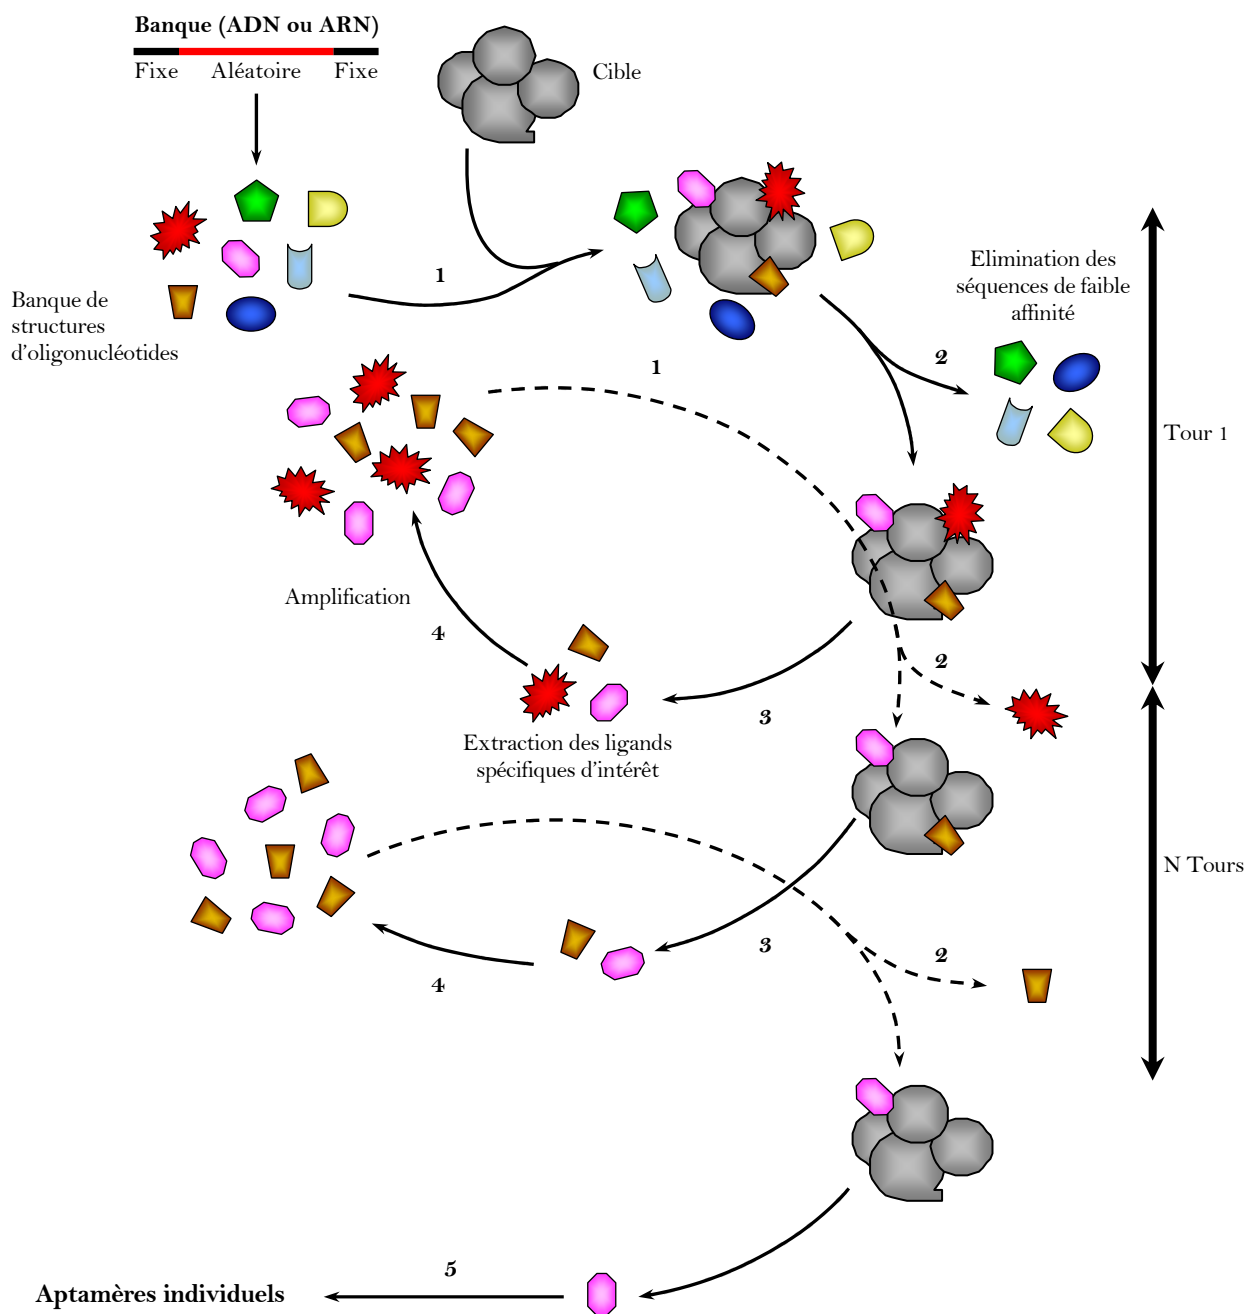 Banque (ADN ou ARN)
Fixe Aléatoire Fixe
Cible
Banque de
structures
d'oligonucléotides
1
Elimination des
séquences de faible
affinité
2
1
Tour 1
Amplification
4
2
3
Extraction des ligands
spécifiques d'intérêt
N Tours
3
2
4
5
Aptamères individuels